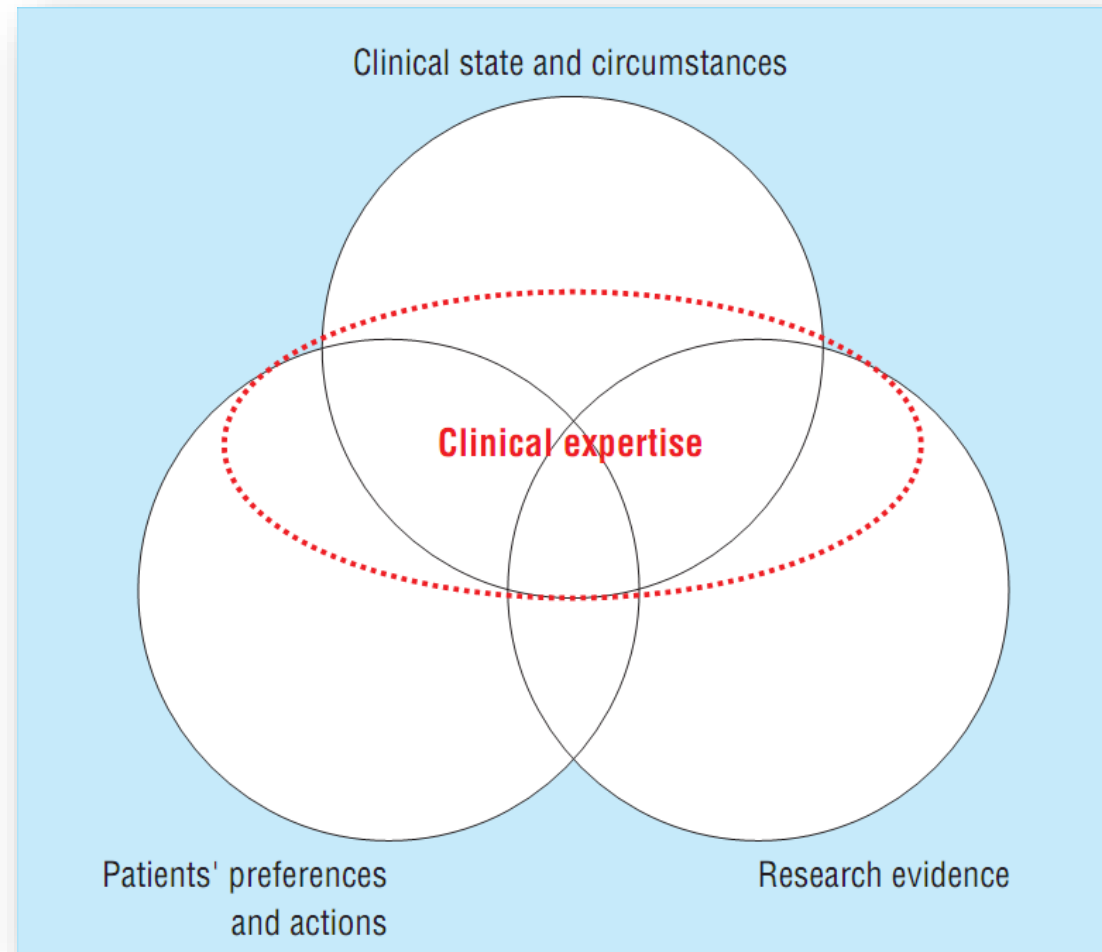 Clinical state and circumstances
Clinical expertise
Patients' preferences
and actions
Research evidence